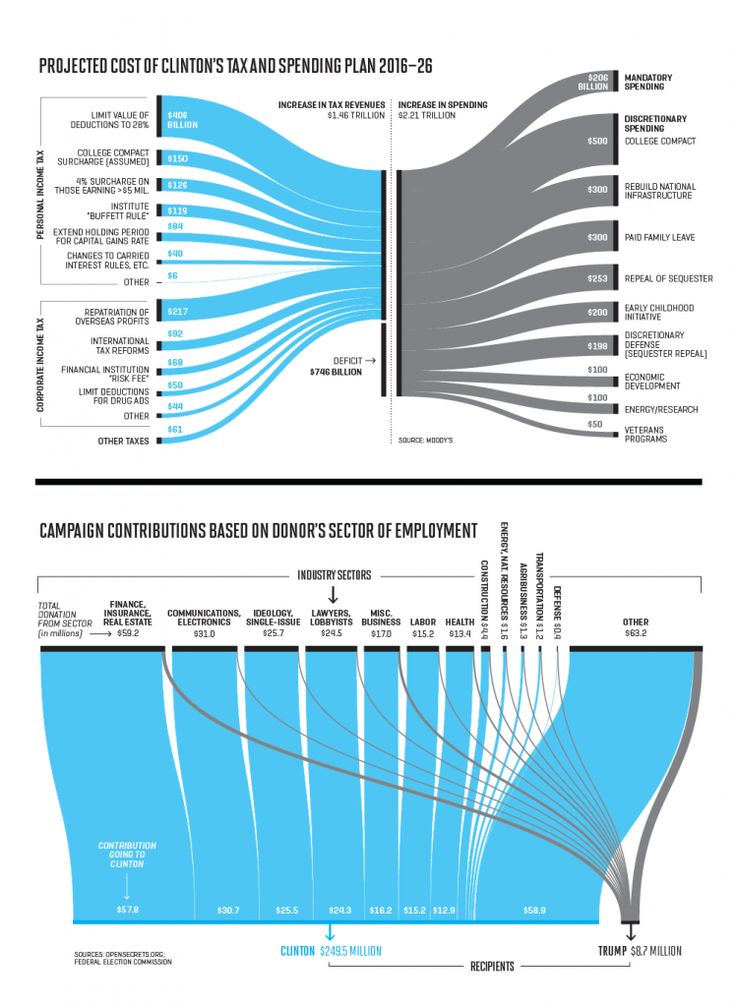 PROJECTED COST OF CLINTON'S TAX AND SPENDING PLAN 2016–26
INCREASE IN TAX REVENUES
$1.46 TRILLION
INCREASE IN SPENDING
$2.21 TRILLION
PERSONAL INCOME TAX
LIMIT VALUE OF
DEDUCTIONS TO 28%
$406
BILLION
COLLEGE COMPACT
SURCHARGE (ASSUMED)
$150
4% SURCHARGE ON
THOSE EARNING >$5 MIL.
$126
INSTITUTE
"BUFFETT RULE"
$119
EXTEND HOLDING PERIOD
FOR CAPITAL GAINS RATE
$84
CHANGES TO CARRIED
INTEREST RULES, ETC.
$40
OTHER
$6
CORPORATE INCOME TAX
REPATRIATION OF
OVERSEAS PROFITS
$217
INTERNATIONAL
TAX REFORMS
$92
FINANCIAL INSTITUTION
"RISK FEE"
$68
LIMIT DEDUCTIONS
FOR DRUG ADS
$50
OTHER
$44
OTHER TAXES
$61
DEFICIT →
$746 BILLION
SOURCE: MOODY'S
$206
BILLION
MANDATORY
SPENDING
DISCRETIONARY
SPENDING
$500
COLLEGE COMPACT
$300
REBUILD NATIONAL
INFRASTRUCTURE
$300
PAID FAMILY LEAVE
$253
REPEAL OF SEQUESTER
$200
EARLY CHILDHOOD
INITIATIVE
$198
DISCRETIONARY
DEFENSE
(SEQUESTER REPEAL)
$100
ECONOMIC
DEVELOPMENT
$100
ENERGY/RESEARCH
$50
VETERANS
PROGRAMS
CAMPAIGN CONTRIBUTIONS BASED ON DONOR'S SECTOR OF EMPLOYMENT
INDUSTRY SECTORS
TOTAL
DONATION
FROM SECTOR
(in millions)
FINANCE,
INSURANCE,
REAL ESTATE
$59.2
COMMUNICATIONS,
ELECTRONICS
$31.0
IDEOLOGY,
SINGLE-ISSUE
$25.7
LAWYERS,
LOBBYISTS
$24.5
MISC.
BUSINESS
$17.0
LABOR
$15.2
HEALTH
$13.4
CONSTRUCTION $4.4
ENERGY, NAT. RESOURCES $1.6
AGRIBUSINESS $1.3
TRANSPORTATION $1.2
DEFENSE $0.4
OTHER
$63.2
CONTRIBUTION
GOING TO
CLINTON
$57.8
$30.7
$25.5
$24.3
$16.2
$15.2
$12.9
$58.9
CLINTON $249.5 MILLION
TRUMP $8.7 MILLION
RECIPIENTS
SOURCES: OPENSECRETS.ORG;
FEDERAL ELECTION COMMISSION